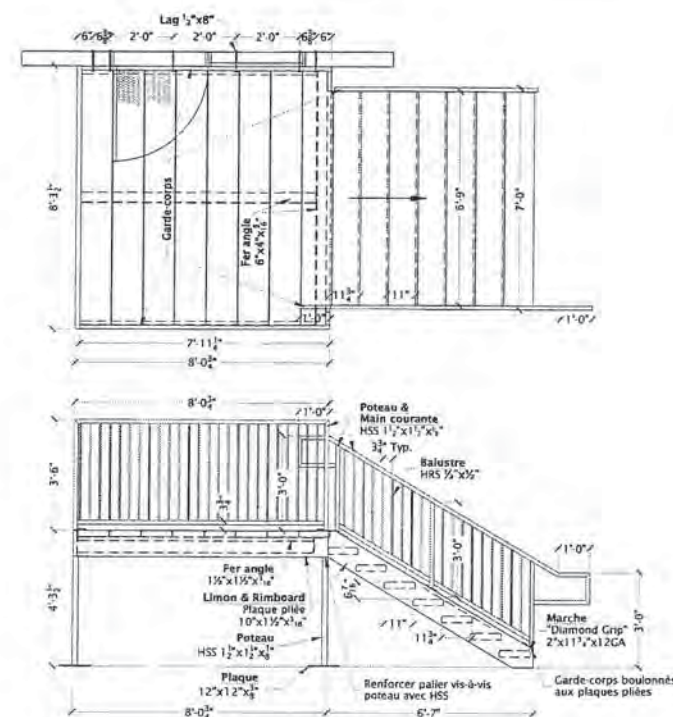 Lag ½"x8"
6" 6⅜" 2'-0" 2'-0" 2'-0" 6⅜" 6"
8'-3½"
Garde-corps
Fer angle
6"x4"x5/16"
6'-9"
7'-0"
11¾"
11"
1'-0"
1'-0"
7'-11¼"
8'-0¾"
8'-0¾"
1'-0"
Poteau &
Main courante
HSS 1½"x1½"x⅛"
3¾" Typ.
Balustre
HRS ½"x½"
3'-6"
3¾"
3'-0"
3'-0"
1'-0"
Fer angle
1½"x1½"x3/16"
Limon & Rimboard
Plaque pliée
10"x1½"x3/16"
4'-3½"
Poteau
HSS 1½"x1½"x⅛"
11"
11¾"
3'-0"
Marche
"Diamond Grip"
2"x11¾"x12GA
Plaque
12"x12"x⅜"
Renforcer palier vis-à-vis
poteau avec HSS
Garde-corps boulonnés
aux plaques pliées
8'-0¾"
6'-7"